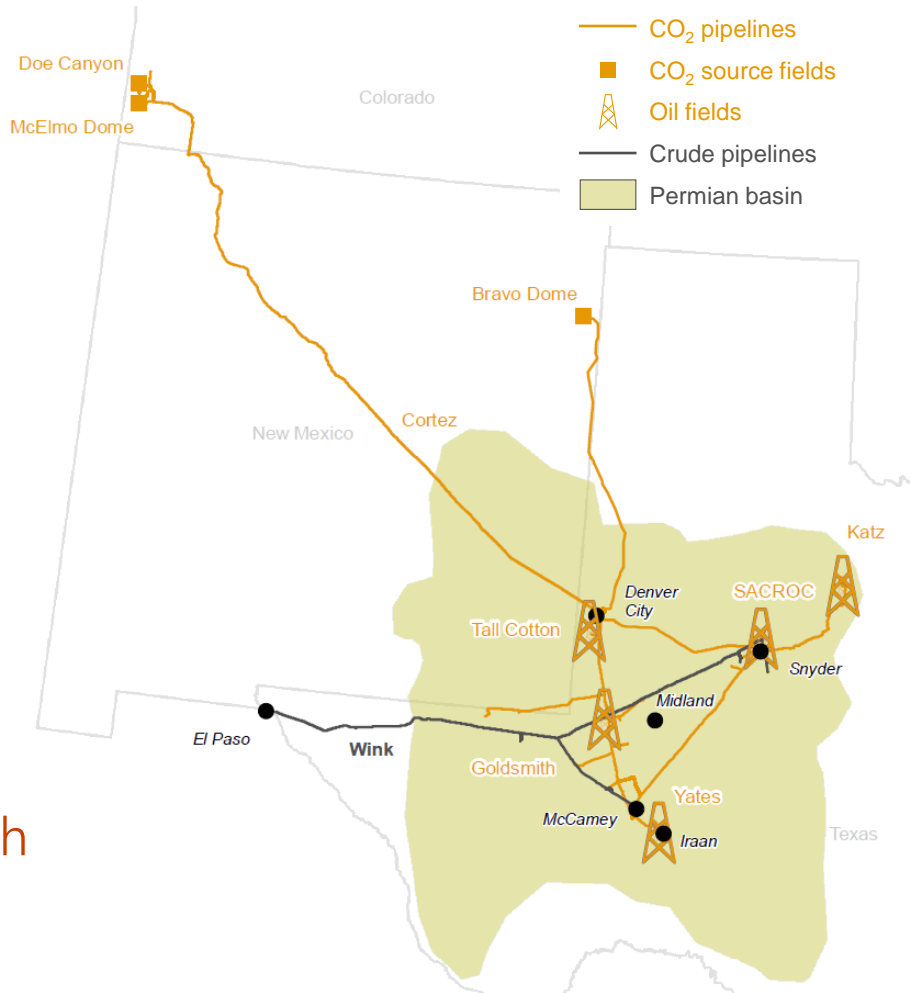 CO₂ pipelines
CO₂ source fields
Oil fields
Crude pipelines
Permian basin
Doe Canyon
McElmo Dome
Colorado
Bravo Dome
New Mexico
Cortez
Katz
Denver
City
SACROC
Tall Cotton
Snyder
Midland
El Paso
Wink
Goldsmith
Yates
McCamey
Iraan
Texas
h